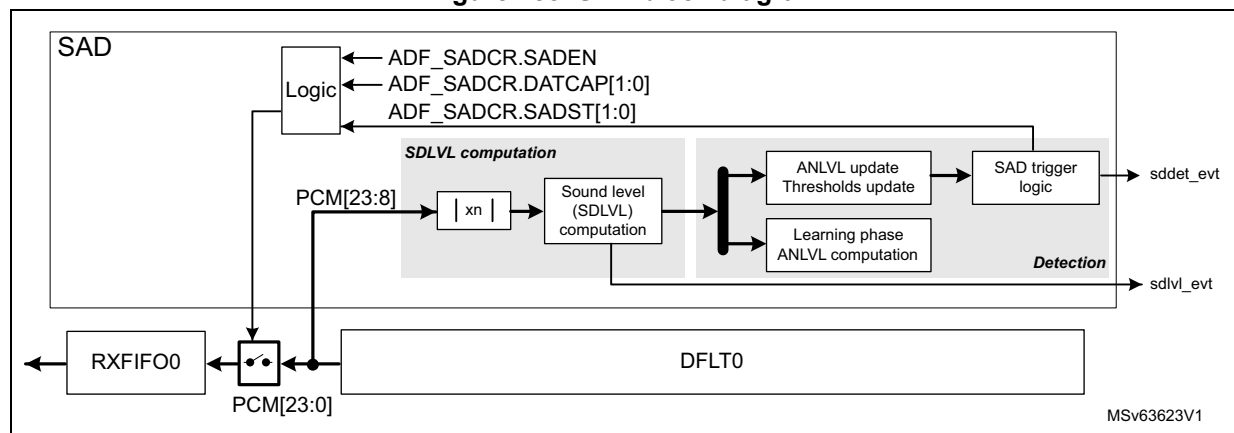 SAD
ADF_SADCR.SADEN
Logic
ADF_SADCR.DATCAP[1:0]
ADF_SADCR.SADST[1:0]
SDLVL computation
PCM[23:8]
| xn |
Sound level
(SDLVL)
computation
ANLVL update
Thresholds update
SAD trigger
logic
sddet_evt
Learning phase
ANLVL computation
Detection
sdlvl_evt
RXFIFO0
DFLT0
PCM[23:0]
MSv63623V1